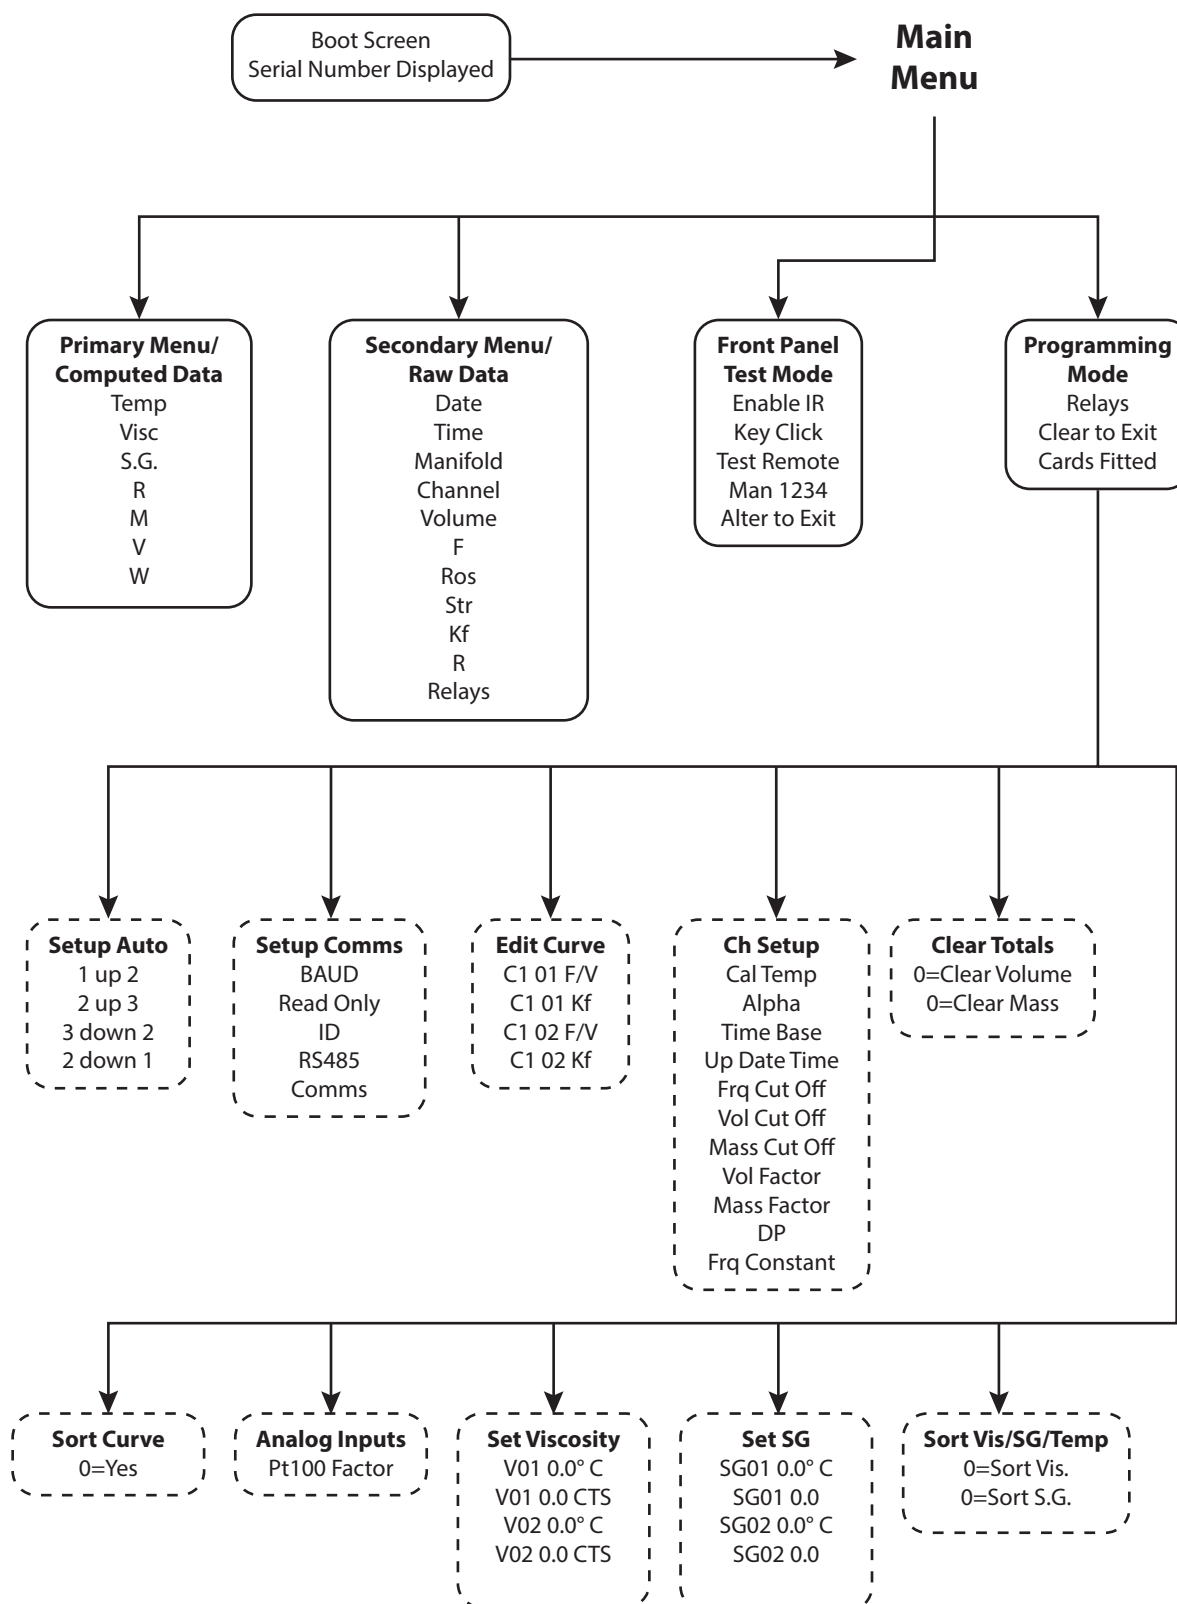 Boot Screen
Serial Number Displayed
Main
Menu
Primary Menu/
Computed Data
Temp
Visc
S.G.
R
M
V
W
Secondary Menu/
Raw Data
Date
Time
Manifold
Channel
Volume
F
Ros
Str
Kf
R
Relays
Front Panel
Test Mode
Enable IR
Key Click
Test Remote
Man 1234
Alter to Exit
Programming
Mode
Relays
Clear to Exit
Cards Fitted
Setup Auto
1 up 2
2 up 3
3 down 2
2 down 1
Setup Comms
BAUD
Read Only
ID
RS485
Comms
Edit Curve
C1 01 F/V
C1 01 Kf
C1 02 F/V
C1 02 Kf
Ch Setup
Cal Temp
Alpha
Time Base
Up Date Time
Frq Cut Off
Vol Cut Off
Mass Cut Off
Vol Factor
Mass Factor
DP
Frq Constant
Clear Totals
0=Clear Volume
0=Clear Mass
Sort Curve
0=Yes
Analog Inputs
Pt100 Factor
Set Viscosity
V01 0.0° C
V01 0.0 CTS
V02 0.0° C
V02 0.0 CTS
Set SG
SG01 0.0° C
SG01 0.0
SG02 0.0° C
SG02 0.0
Sort Vis/SG/Temp
0=Sort Vis.
0=Sort S.G.